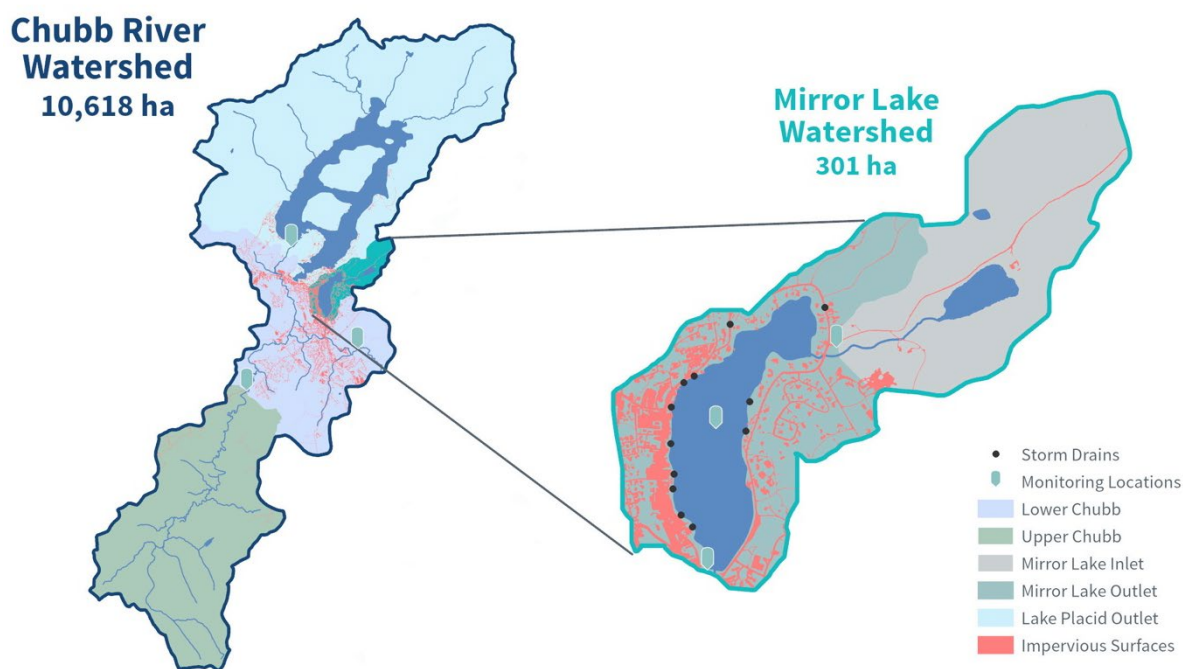 Chubb River
Watershed
10,618 ha
Mirror Lake
Watershed
301 ha
Storm Drains
Monitoring Locations
Lower Chubb
Upper Chubb
Mirror Lake Inlet
Mirror Lake Outlet
Lake Placid Outlet
Impervious Surfaces